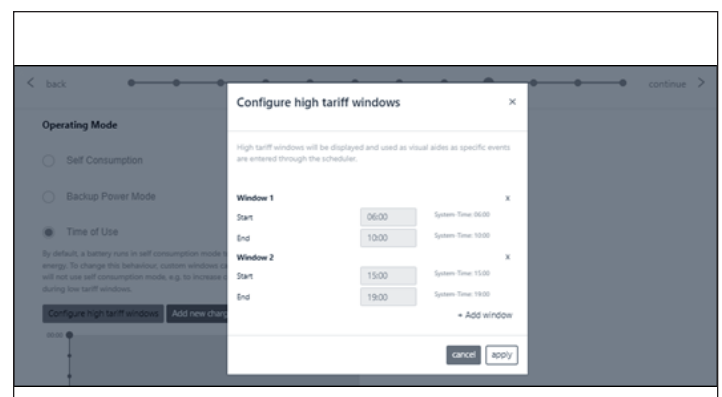 back
continue
Operating Mode
Self Consumption
Backup Power Mode
Time of Use
By default, a battery runs in self consumption mode
energy. To change this behaviour, custom windows
will not use self consumption mode, e.g. to increase
during low tariff windows.
Configure high tariff windows Add new
00:00
Configure high tariff windows ×
High tariff windows will be displayed and used as visual aides as specific events
are entered through the scheduler.
Window 1 x
Start 06:00 System-Time: 06:00
End 10:00 System-Time: 10:00
Window 2 x
Start 15:00 System-Time: 15:00
End 19:00 System-Time: 19:00
+ Add window
cancel apply